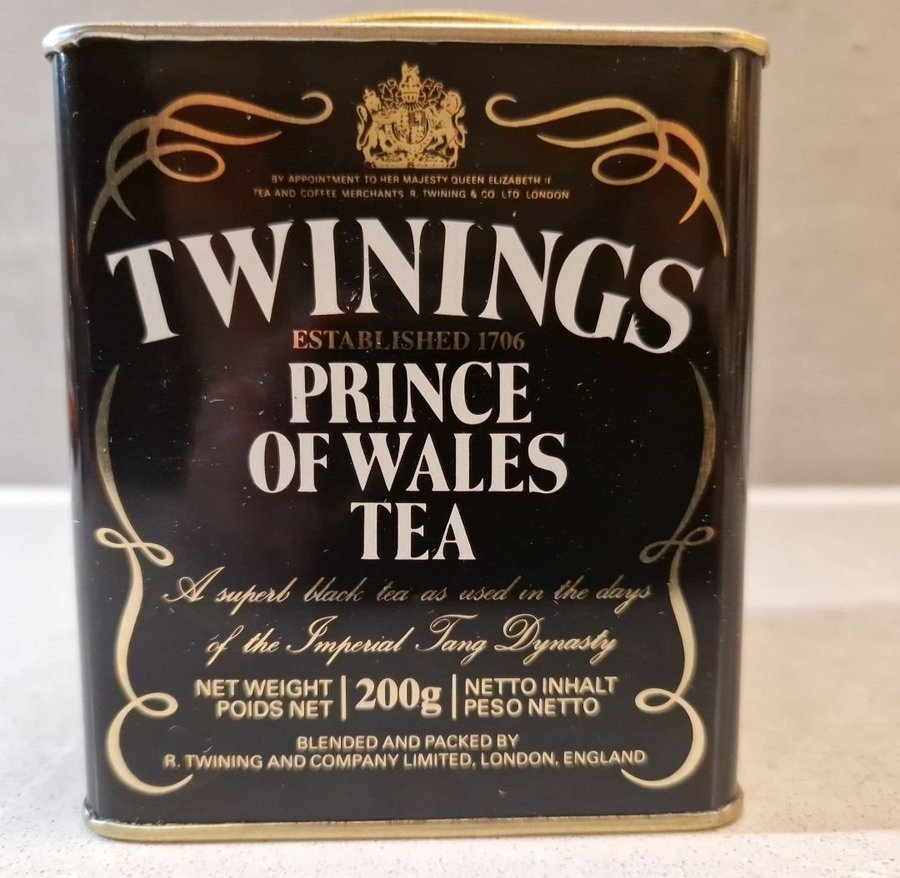 BY APPOINTMENT TO HER MAJESTY QUEEN ELIZABETH II
TEA AND COFFEE MERCHANTS R. TWINING & CO. LTD. LONDON
TWININGS
ESTABLISHED 1706
PRINCE
OF WALES
TEA
A superb black tea as used in the days
of the Imperial Tang Dynasty
NET WEIGHT | 200g | NETTO INHALT
POIDS NET | PESO NETTO
BLENDED AND PACKED BY
R. TWINING AND COMPANY LIMITED, LONDON, ENGLAND